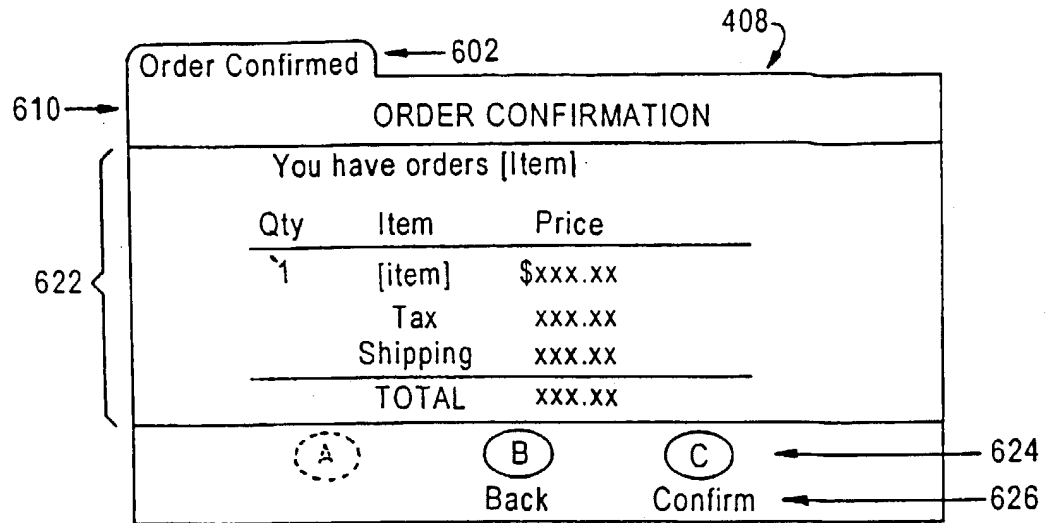 408
Order Confirmed 602
610 ORDER CONFIRMATION
You have orders [Item]
Qty Item Price
1 [item] $xxx.xx
622
Tax xxx.xx
Shipping xxx.xx
TOTAL xxx.xx
A B C 624
Back Confirm 626